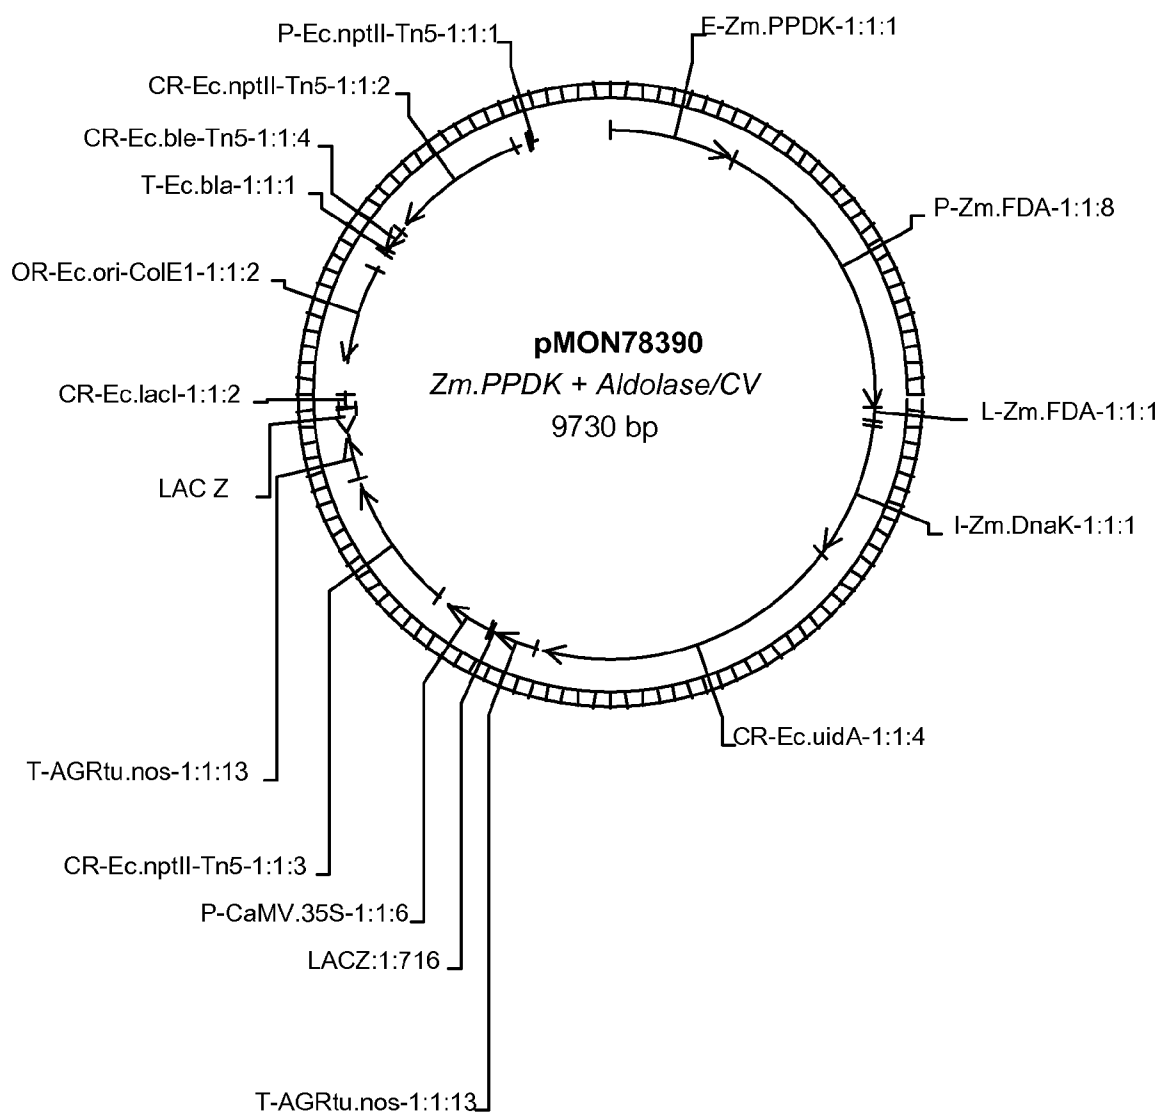 P-Ec.nptII-Tn5-1:1:1
E-Zm.PPDK-1:1:1
CR-Ec.nptII-Tn5-1:1:2
CR-Ec.ble-Tn5-1:1:4
T-Ec.bla-1:1:1
P-Zm.FDA-1:1:8
OR-Ec.ori-ColE1-1:1:2
pMON78390
Zm.PPDK + Aldolase/CV
9730 bp
CR-Ec.lacI-1:1:2
L-Zm.FDA-1:1:1
LAC Z
I-Zm.DnaK-1:1:1
CR-Ec.uidA-1:1:4
T-AGRtu.nos-1:1:13
CR-Ec.nptII-Tn5-1:1:3
P-CaMV.35S-1:1:6
LACZ:1:716
T-AGRtu.nos-1:1:13